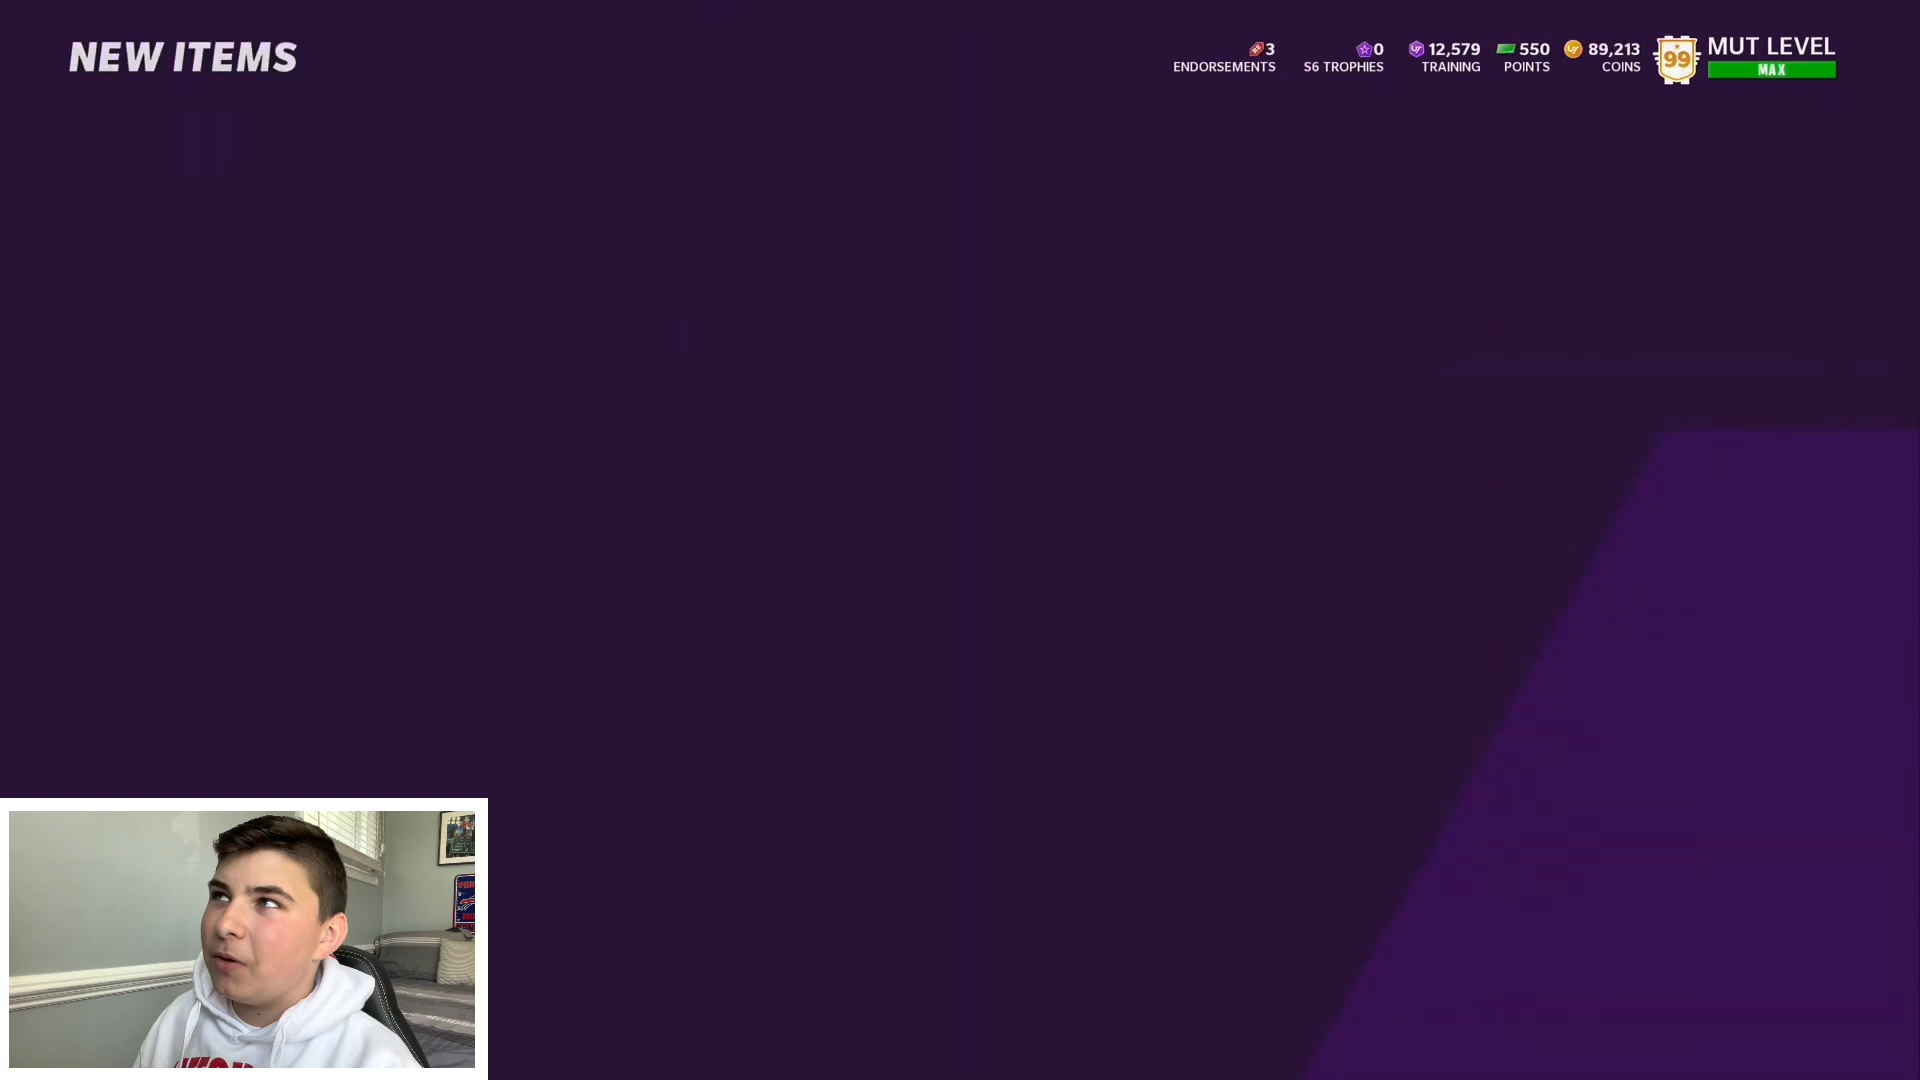 NEW ITEMS
3
ENDORSEMENTS
0
S6 TROPHIES
12,579
TRAINING
550
POINTS
89,213
COINS
99
MUT LEVEL
MAX